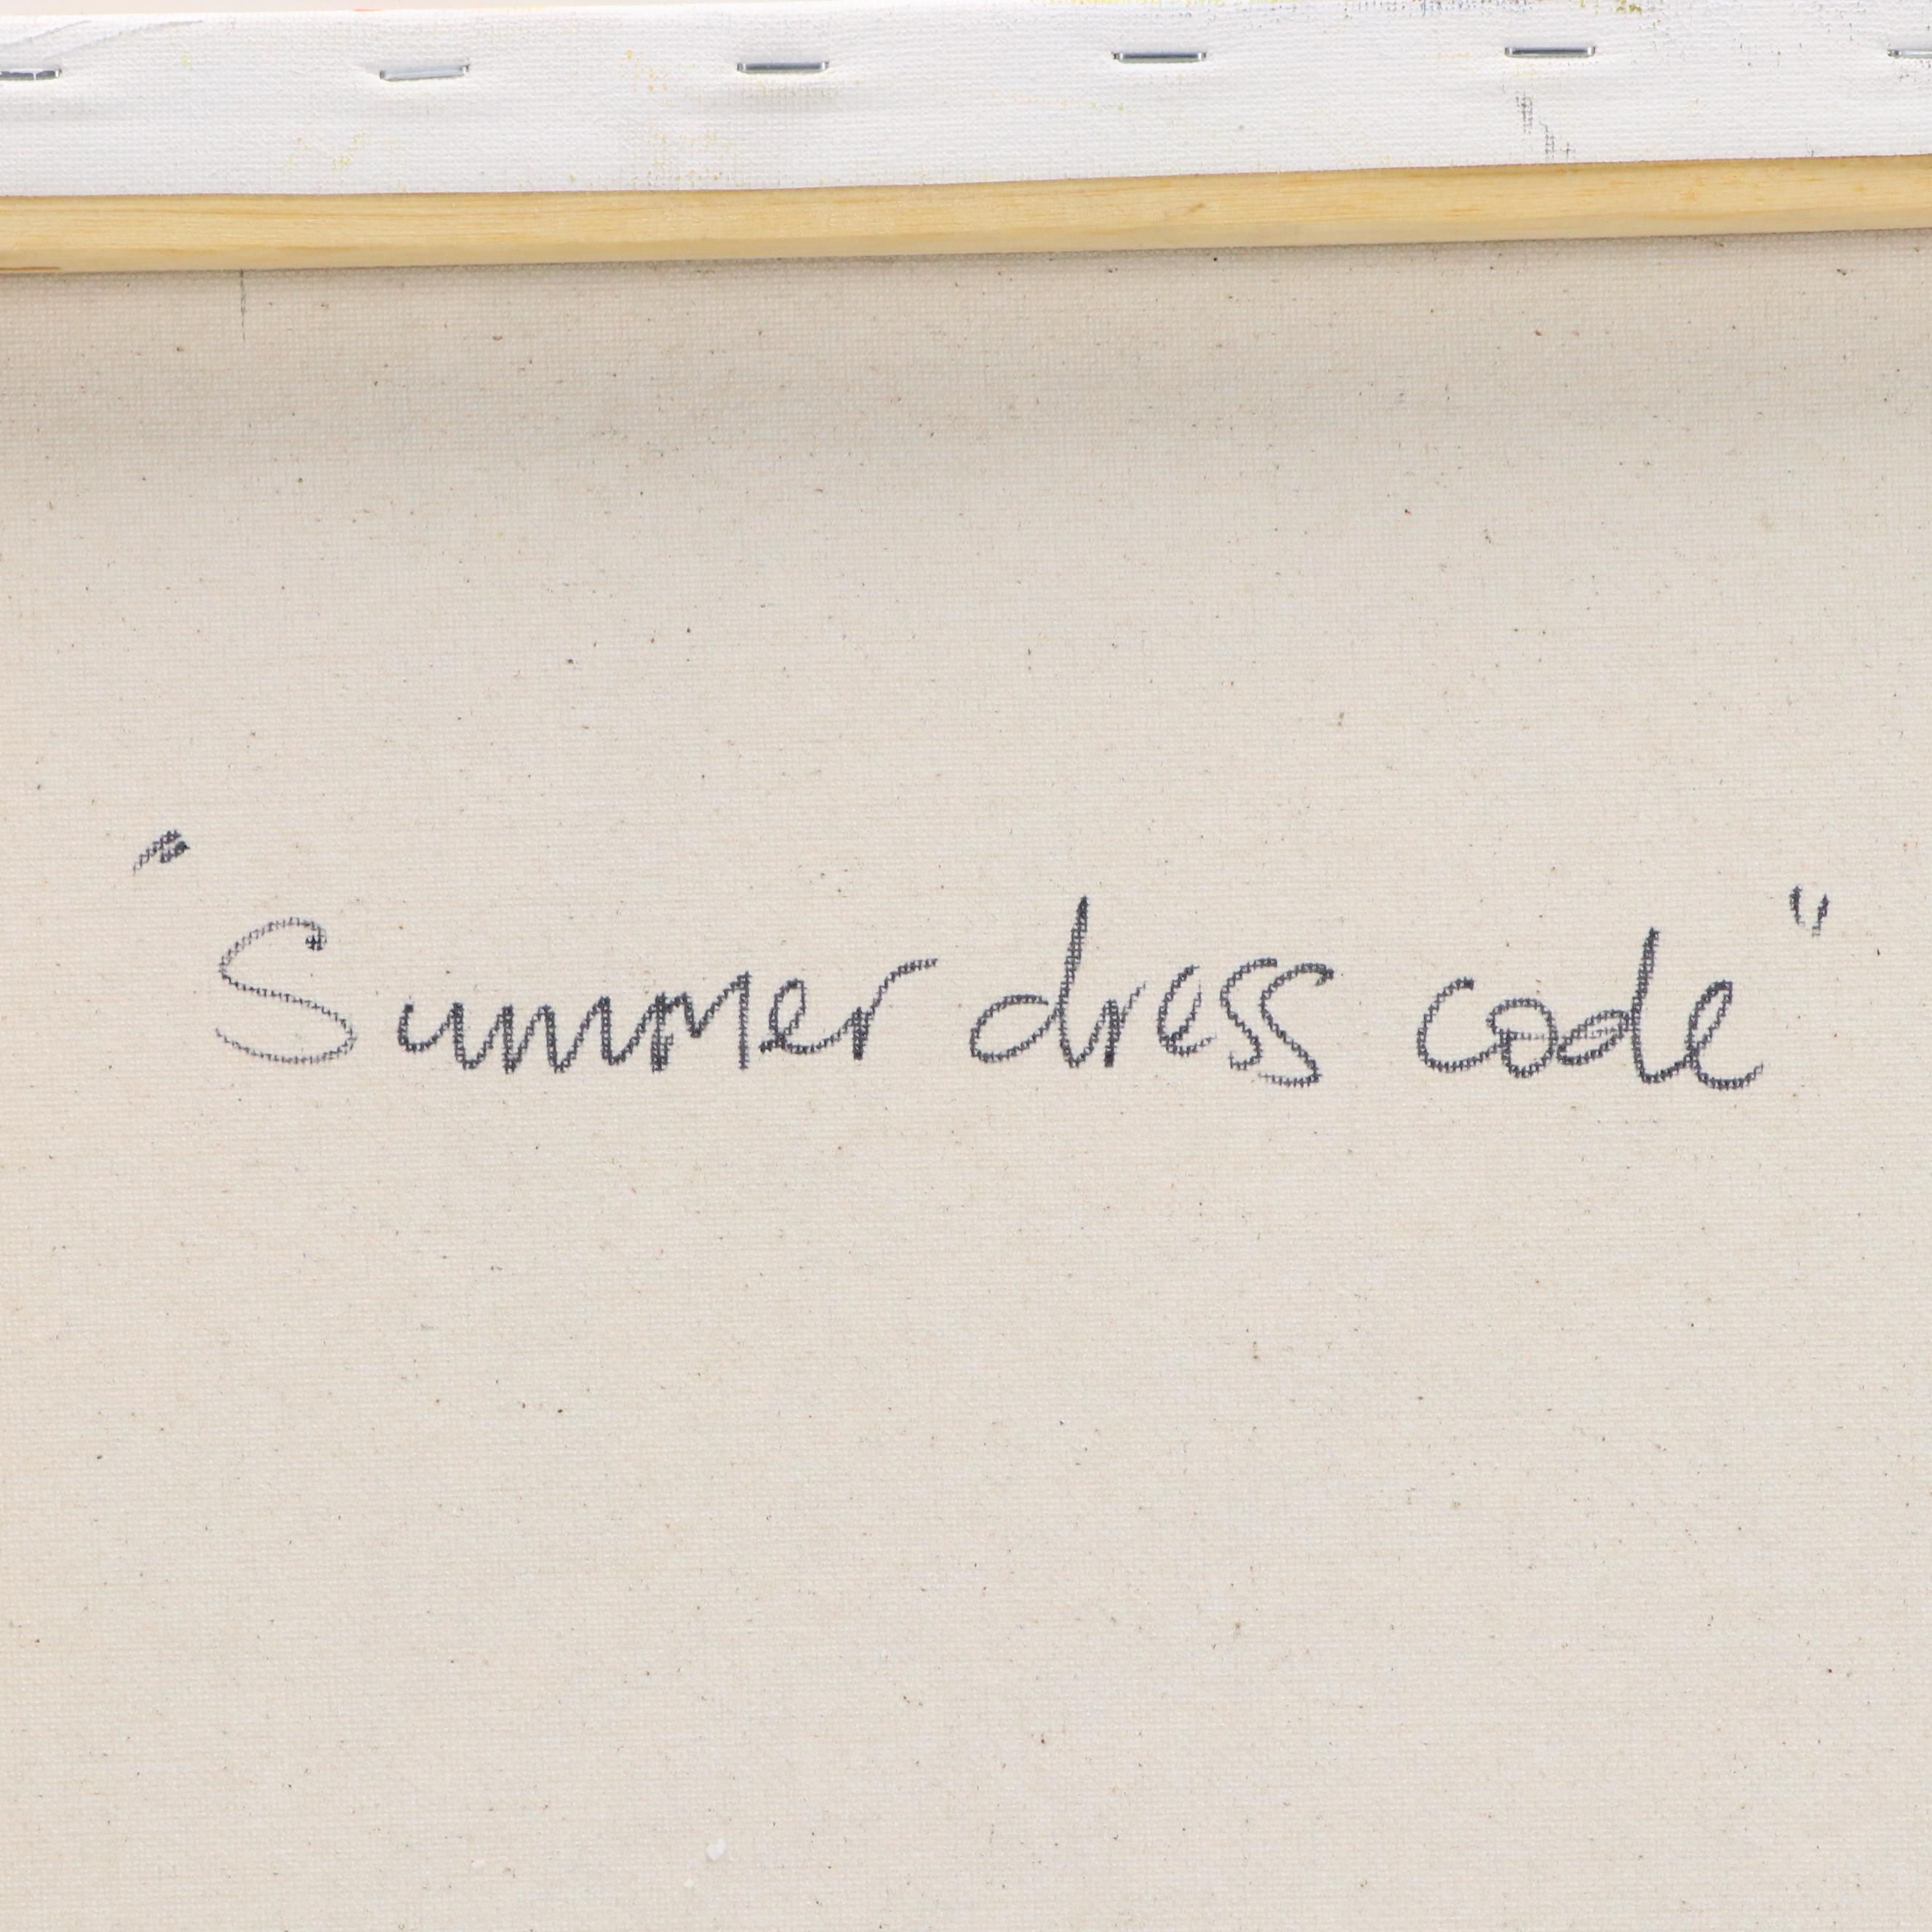 "Summer dress code"